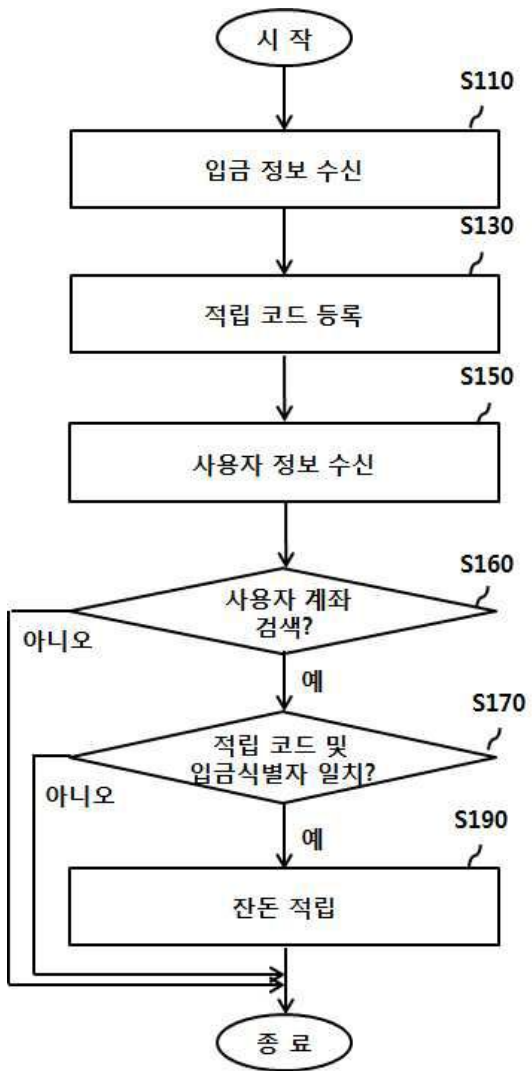 시 작
S110
입금 정보 수신
S130
적립 코드 등록
S150
사용자 정보 수신
S160
사용자 계좌
검색?
아니오
예
S170
적립 코드 및
입금식별자 일치?
아니오
예
S190
잔돈 적립
종 료